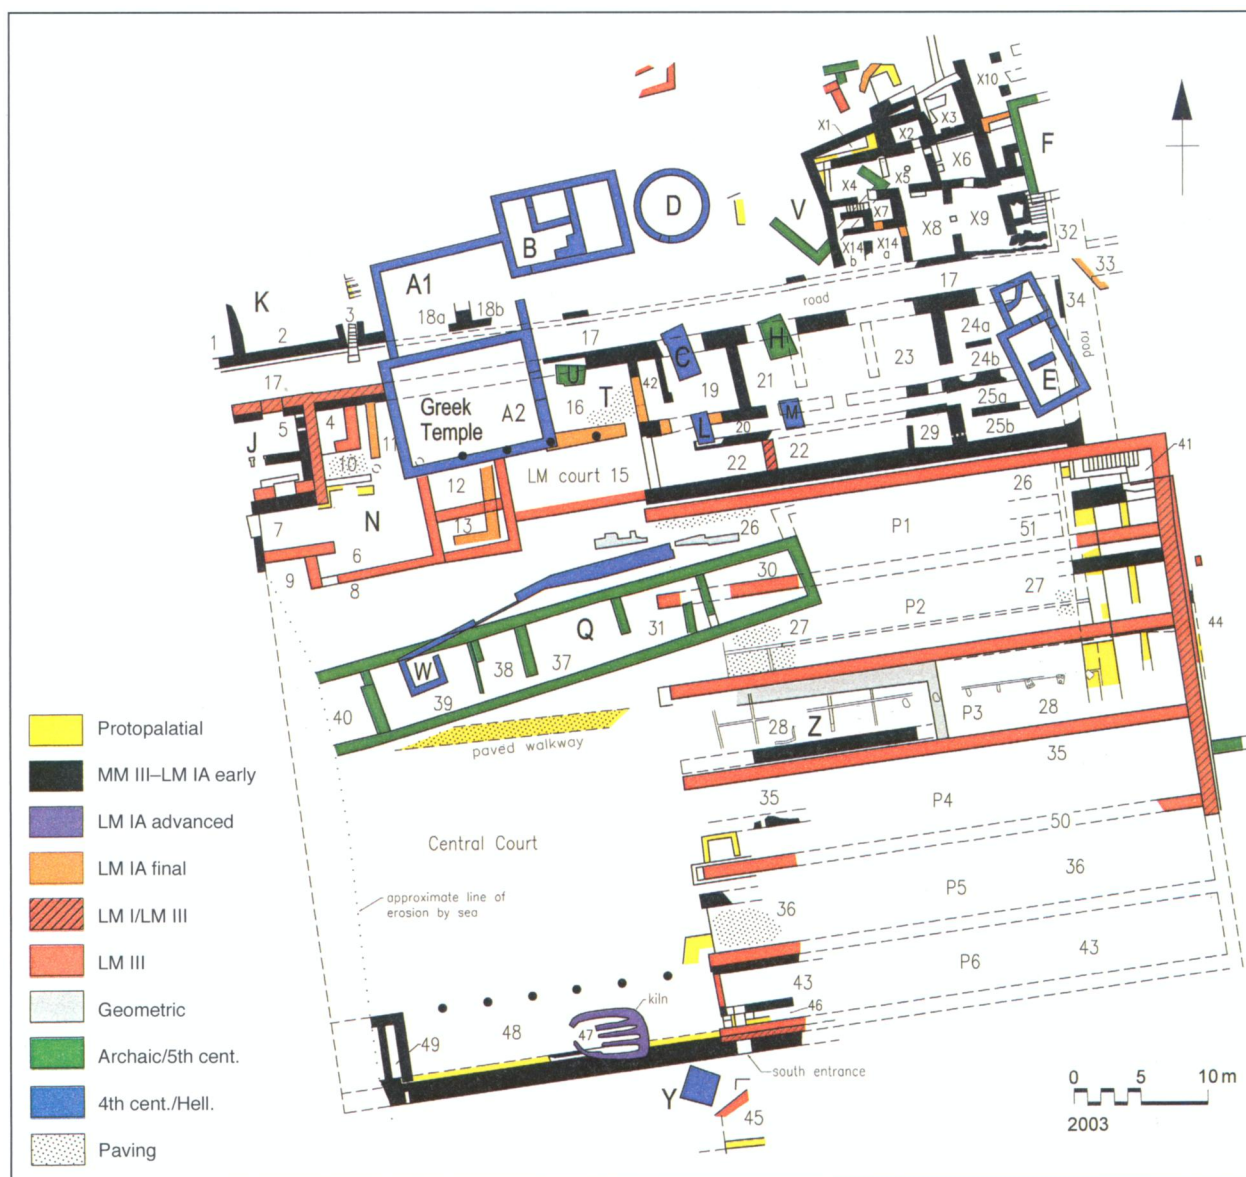 X10
X1
X3
X2
F
X6
X4
X5
V
D
X7
X8
X9
B
X14
b
X14
a
32
33
A1
K
17
34
road
3
18a
18b
24a
1
2
17
H
road
C
23
24b
17
U
42
19
21
E
T
16
Greek
Temple
A2
25a
J
5
4
M
L
20
29
25b
11
10
22
22
41
12
LM court 15
26
N
13
26
P1
51
7
6
9
8
30
27
P2
Q
31
27
44
W
38
37
39
P3
28
28
Z
40
paved walkway
35
Protopalatial
MM III–LM IA early
LM IA advanced
LM IA final
LM I/LM III
LM III
Geometric
Archaic/5th cent.
4th cent./Hell.
Paving
35
P4
50
Central Court
36
approximate line of
erosion by sea
P5
36
43
P6
43
kiln
46
49
48
47
south entrance
Y
45
0 5 10 m
2003